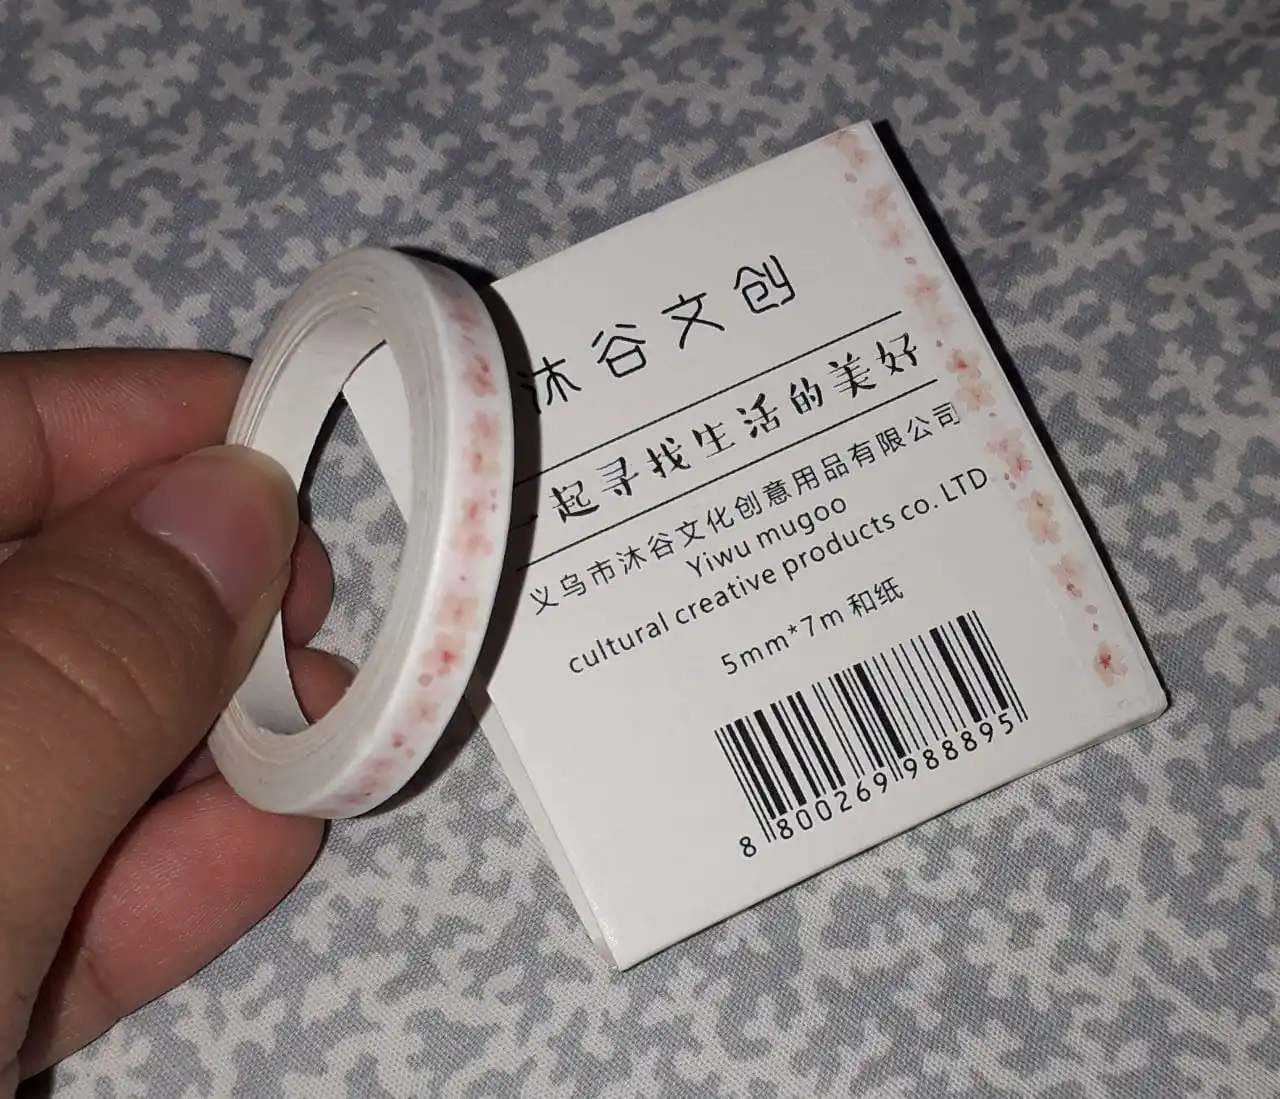 沐谷文创
一起寻找生活的美好
义乌市沐谷文化创意用品有限公司
Yiwu mugoo
cultural creative products co. LTD
5mm*7m 和纸
8 800269 988895